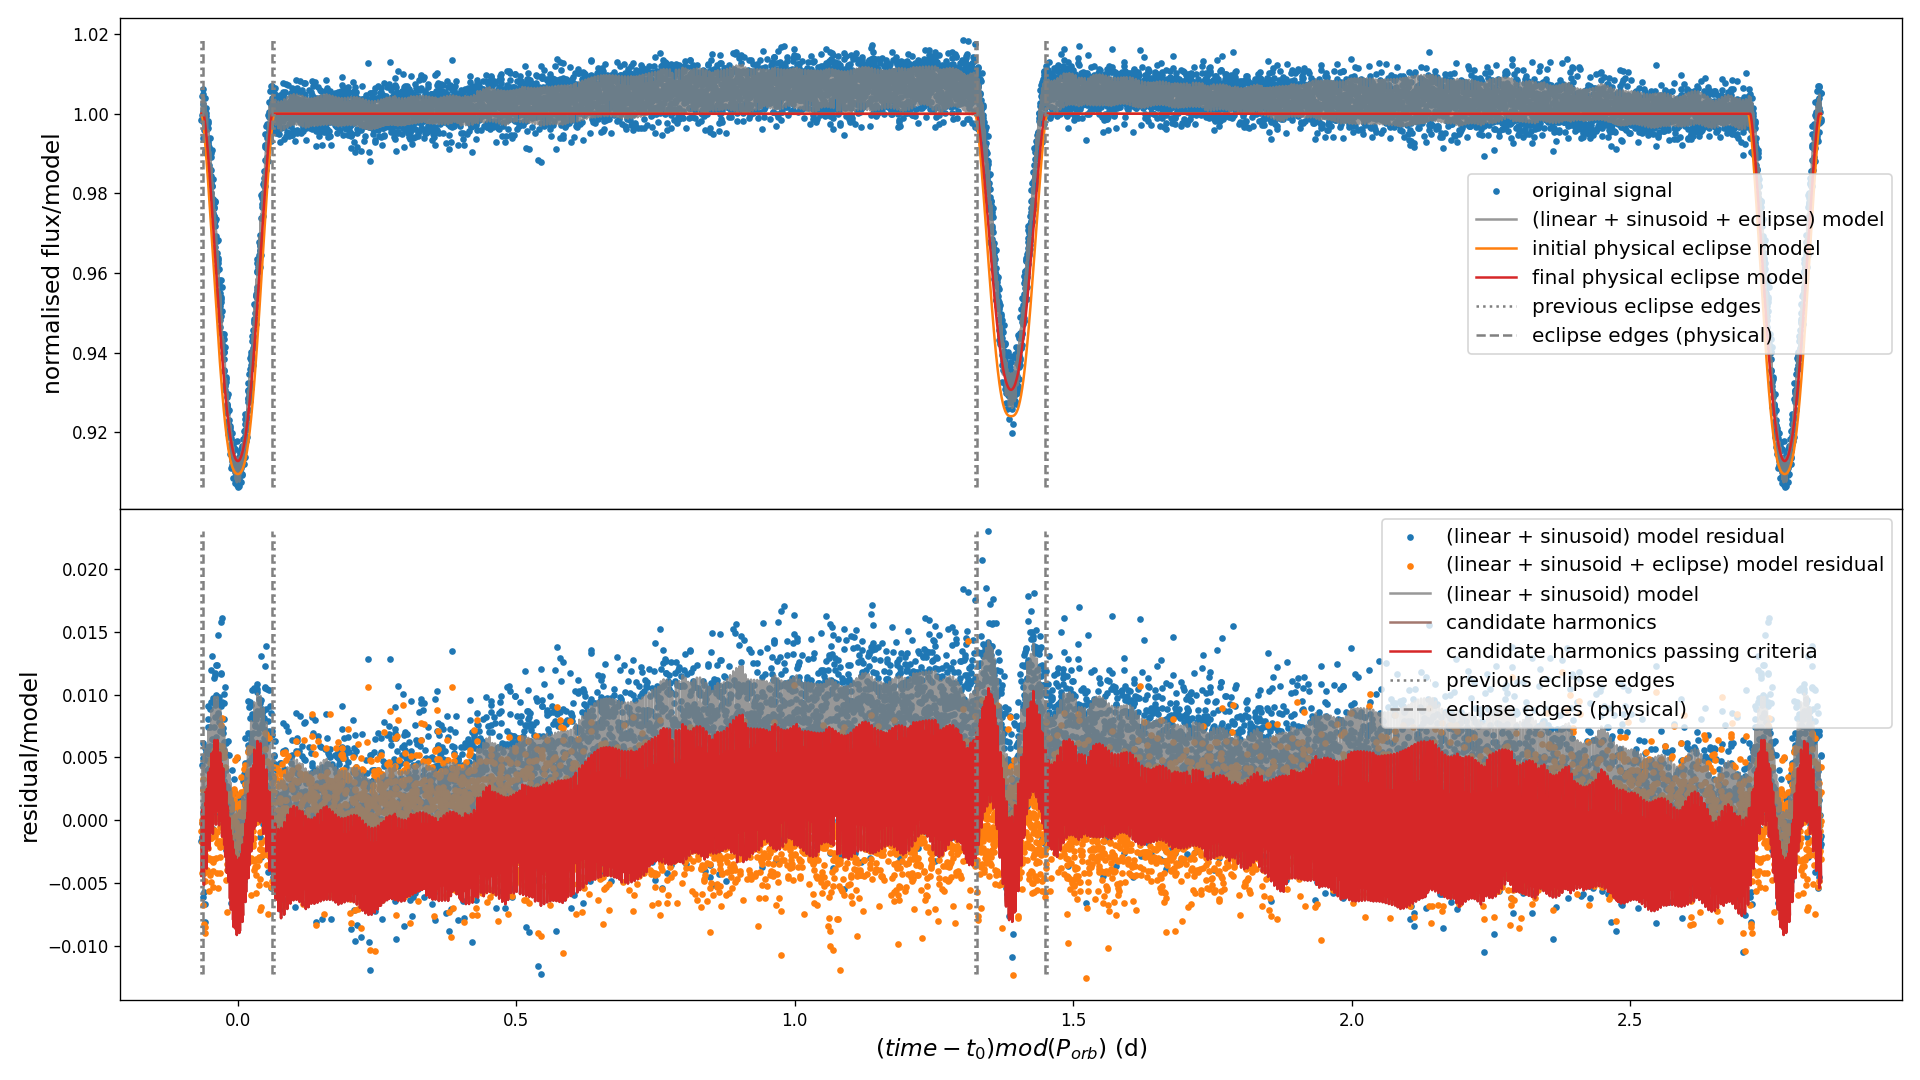 1.02
1.00
0.98
0.96
0.94
0.92
normalised flux/model
original signal
(linear + sinusoid + eclipse) model
initial physical eclipse model
final physical eclipse model
previous eclipse edges
eclipse edges (physical)
0.020
0.015
0.010
0.005
0.000
−0.005
−0.010
residual/model
(linear + sinusoid) model residual
(linear + sinusoid + eclipse) model residual
(linear + sinusoid) model
candidate harmonics
candidate harmonics passing criteria
previous eclipse edges
eclipse edges (physical)
0.0 0.5 1.0 1.5 2.0 2.5
(time − t₀)mod(Pₒᵣb) (d)